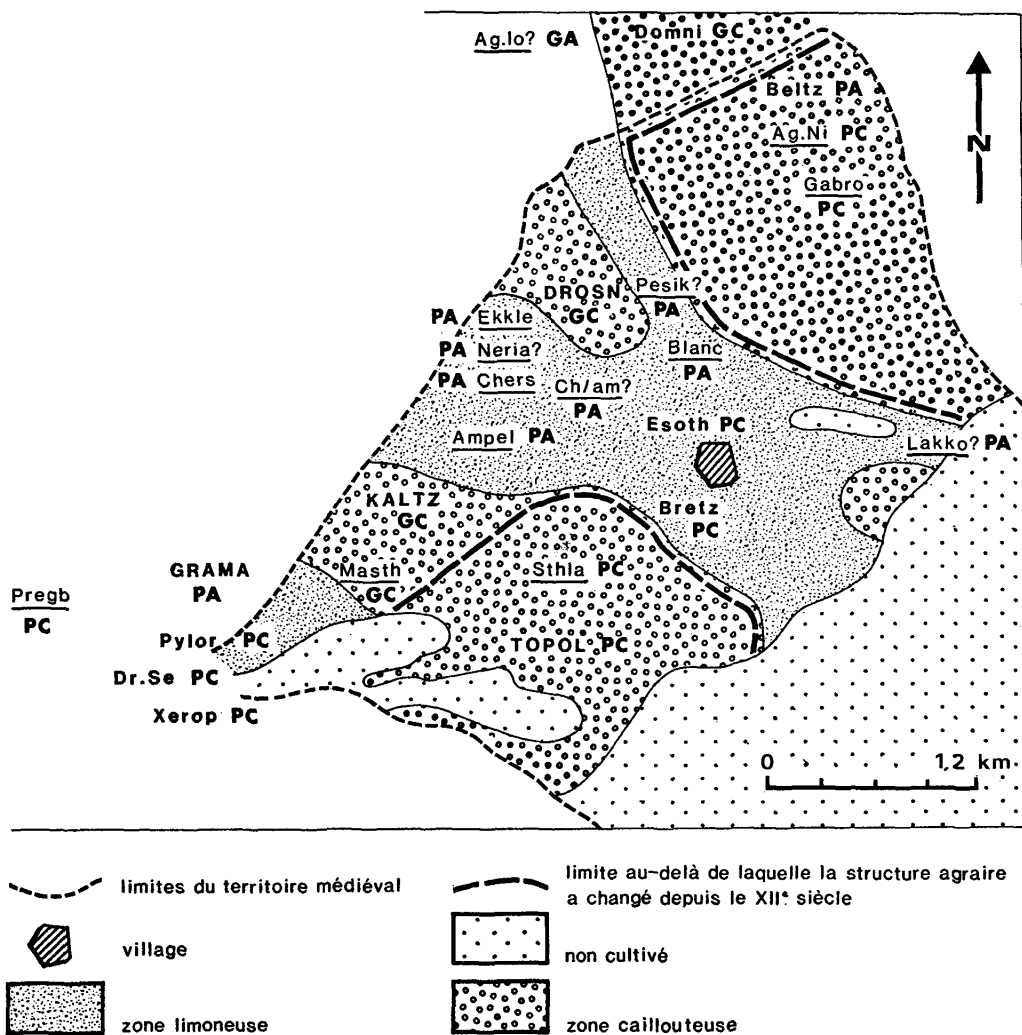 Ag.Io? GA
Domni GC
N
Beltz PA
Ag.Ni PC
Gabro
PC
DROSN
GC
Pesik?
PA
PA Ekkle
PA Neria?
PA Chers
Blanc
PA
Ch/am?
PA
Esoth PC
Ampel PA
Lakko? PA
KALTZ
GC
Bretz
PC
GRAMA
PA
Masth
GC
Sthla PC
Pregb
PC
Pylor PC
TOPOL PC
Dr.Se PC
Xerop PC
0 1,2 km
limites du territoire médiéval
limite au-delà de laquelle la structure agraire
a changé depuis le XIIe siècle
village
non cultivé
zone limoneuse
zone caillouteuse